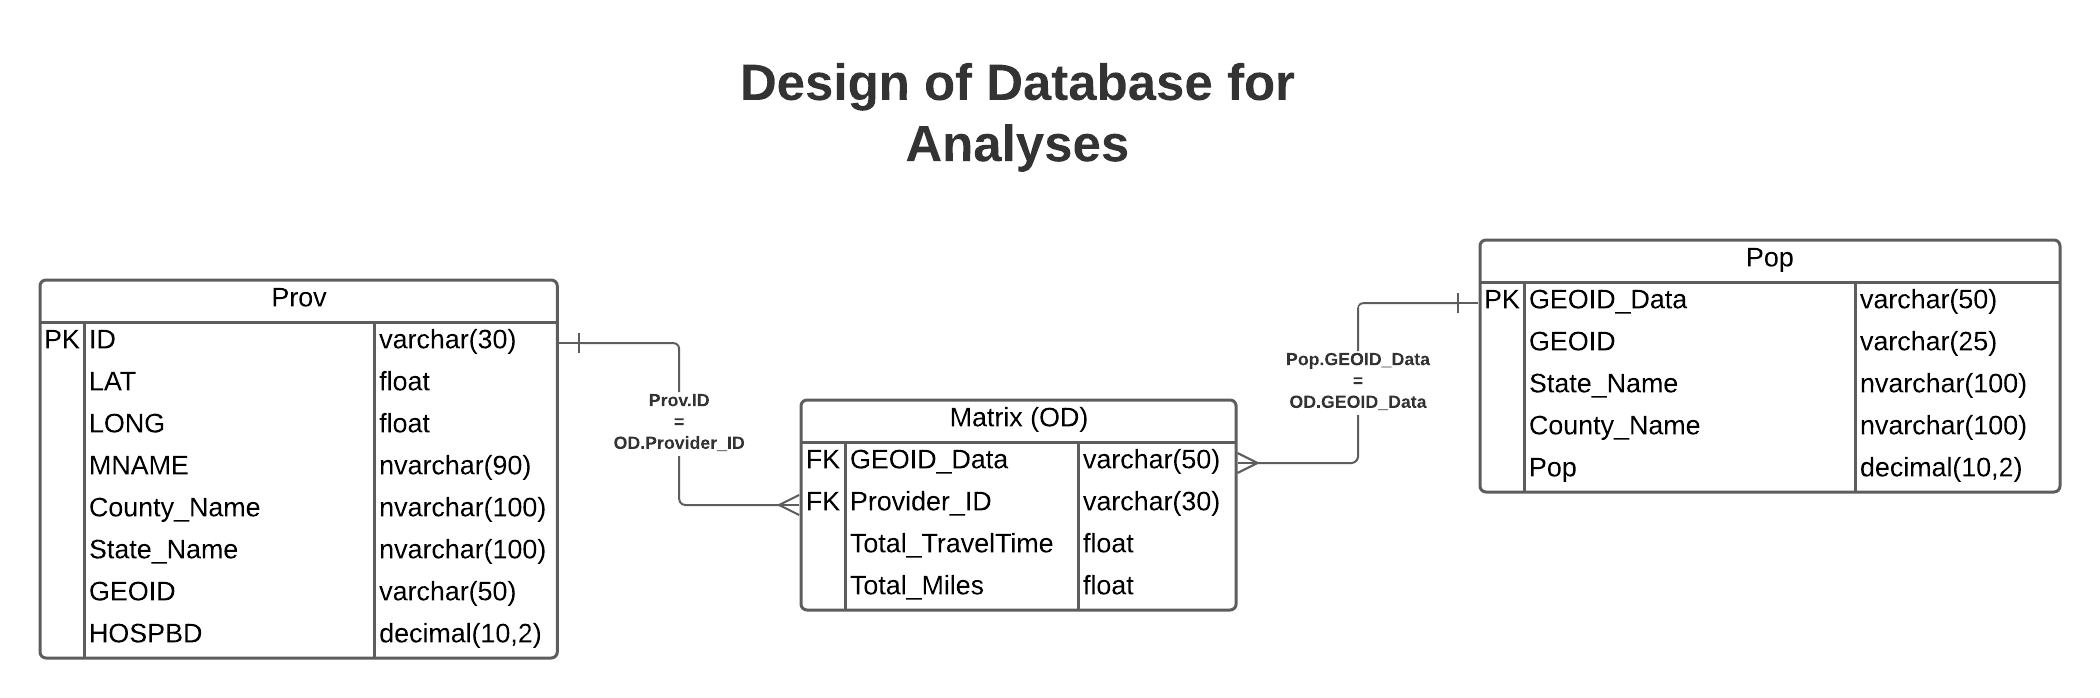 Design of Database for
Analyses
Prov
PK ID varchar(30)
LAT float
LONG float
MNAME nvarchar(90)
County_Name nvarchar(100)
State_Name nvarchar(100)
GEOID varchar(50)
HOSPBD decimal(10,2)
Prov.ID
=
OD.Provider_ID
Matrix (OD)
FK GEOID_Data varchar(50)
FK Provider_ID varchar(30)
Total_TravelTime float
Total_Miles float
Pop.GEOID_Data
=
OD.GEOID_Data
Pop
PK GEOID_Data varchar(50)
GEOID varchar(25)
State_Name nvarchar(100)
County_Name nvarchar(100)
Pop decimal(10,2)